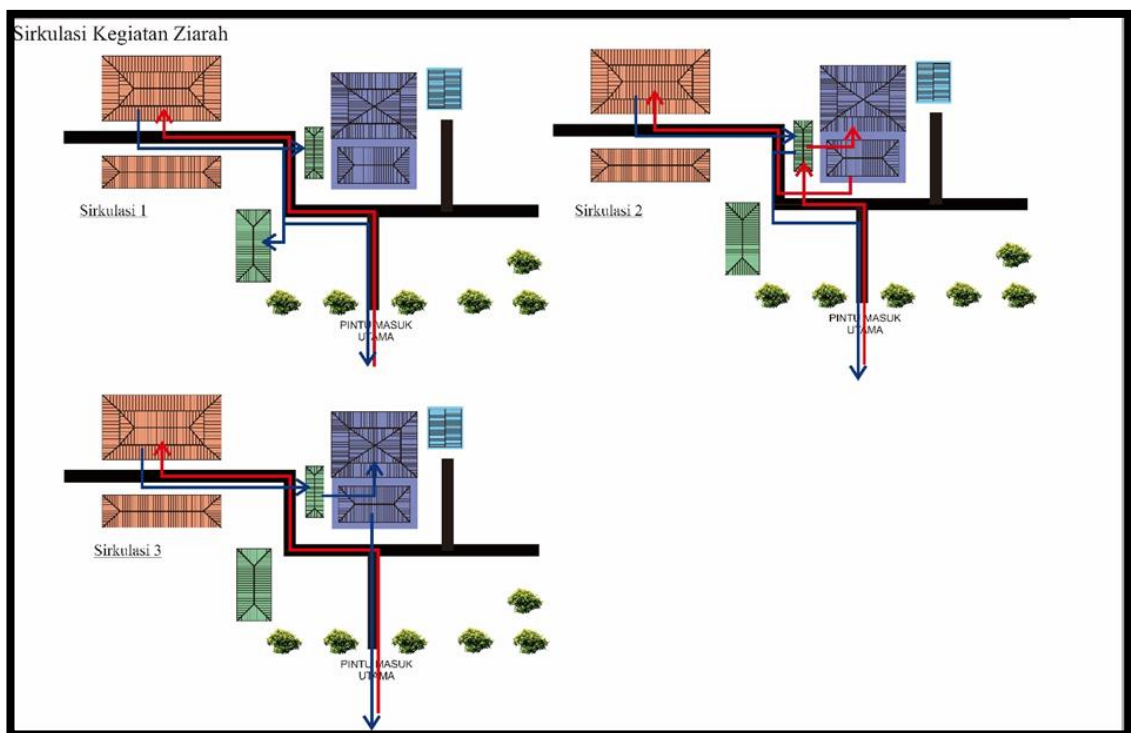 Sirkulasi Kegiatan Ziarah
Sirkulasi 1
PINTU MASUK
UTAMA
Sirkulasi 2
PINTU MASUK
UTAMA
Sirkulasi 3
PINTU MASUK
UTAMA